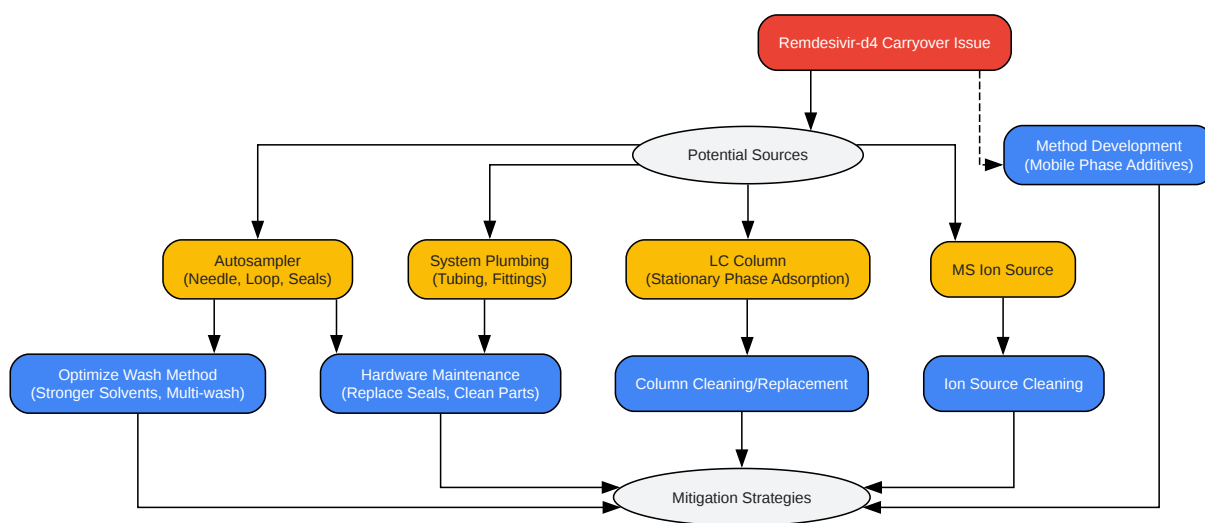 Remdesivir-d4 Carryover Issue
Potential Sources
Method Development
(Mobile Phase Additives)
Autosampler
(Needle, Loop, Seals)
System Plumbing
(Tubing, Fittings)
LC Column
(Stationary Phase Adsorption)
MS Ion Source
Optimize Wash Method
(Stronger Solvents, Multi-wash)
Hardware Maintenance
(Replace Seals, Clean Parts)
Column Cleaning/Replacement
Ion Source Cleaning
Mitigation Strategies